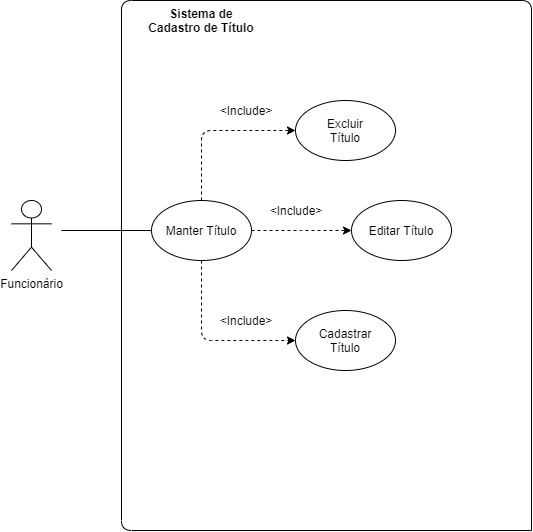 Sistema de
Cadastro de Título
<Include>
Excluir
Título
Manter Título
<Include>
Editar Título
Funcionário
<Include>
Cadastrar
Título